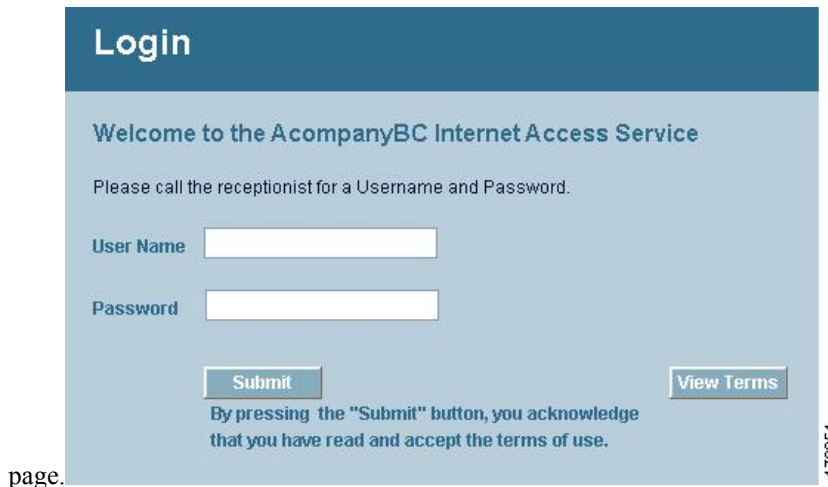 Login
Welcome to the AcompanyBC Internet Access Service
Please call the receptionist for a Username and Password.
User Name
Password
Submit
View Terms
By pressing the "Submit" button, you acknowledge
that you have read and accept the terms of use.
page.